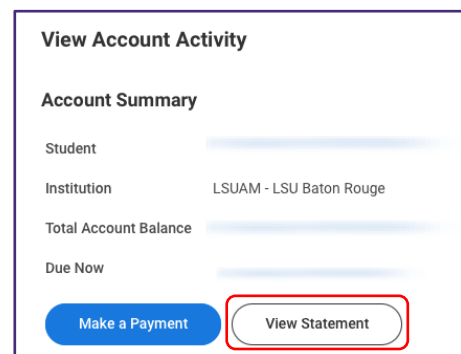 View Account Activity
Account Summary
Student
Institution LSUAM - LSU Baton Rouge
Total Account Balance
Due Now
Make a Payment View Statement